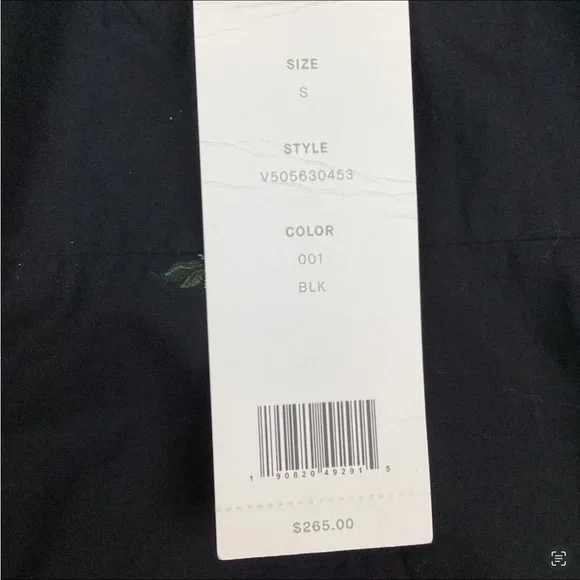 SIZE
S
STYLE
V505630453
COLOR
001
BLK
1 90820 49291 5
$265.00